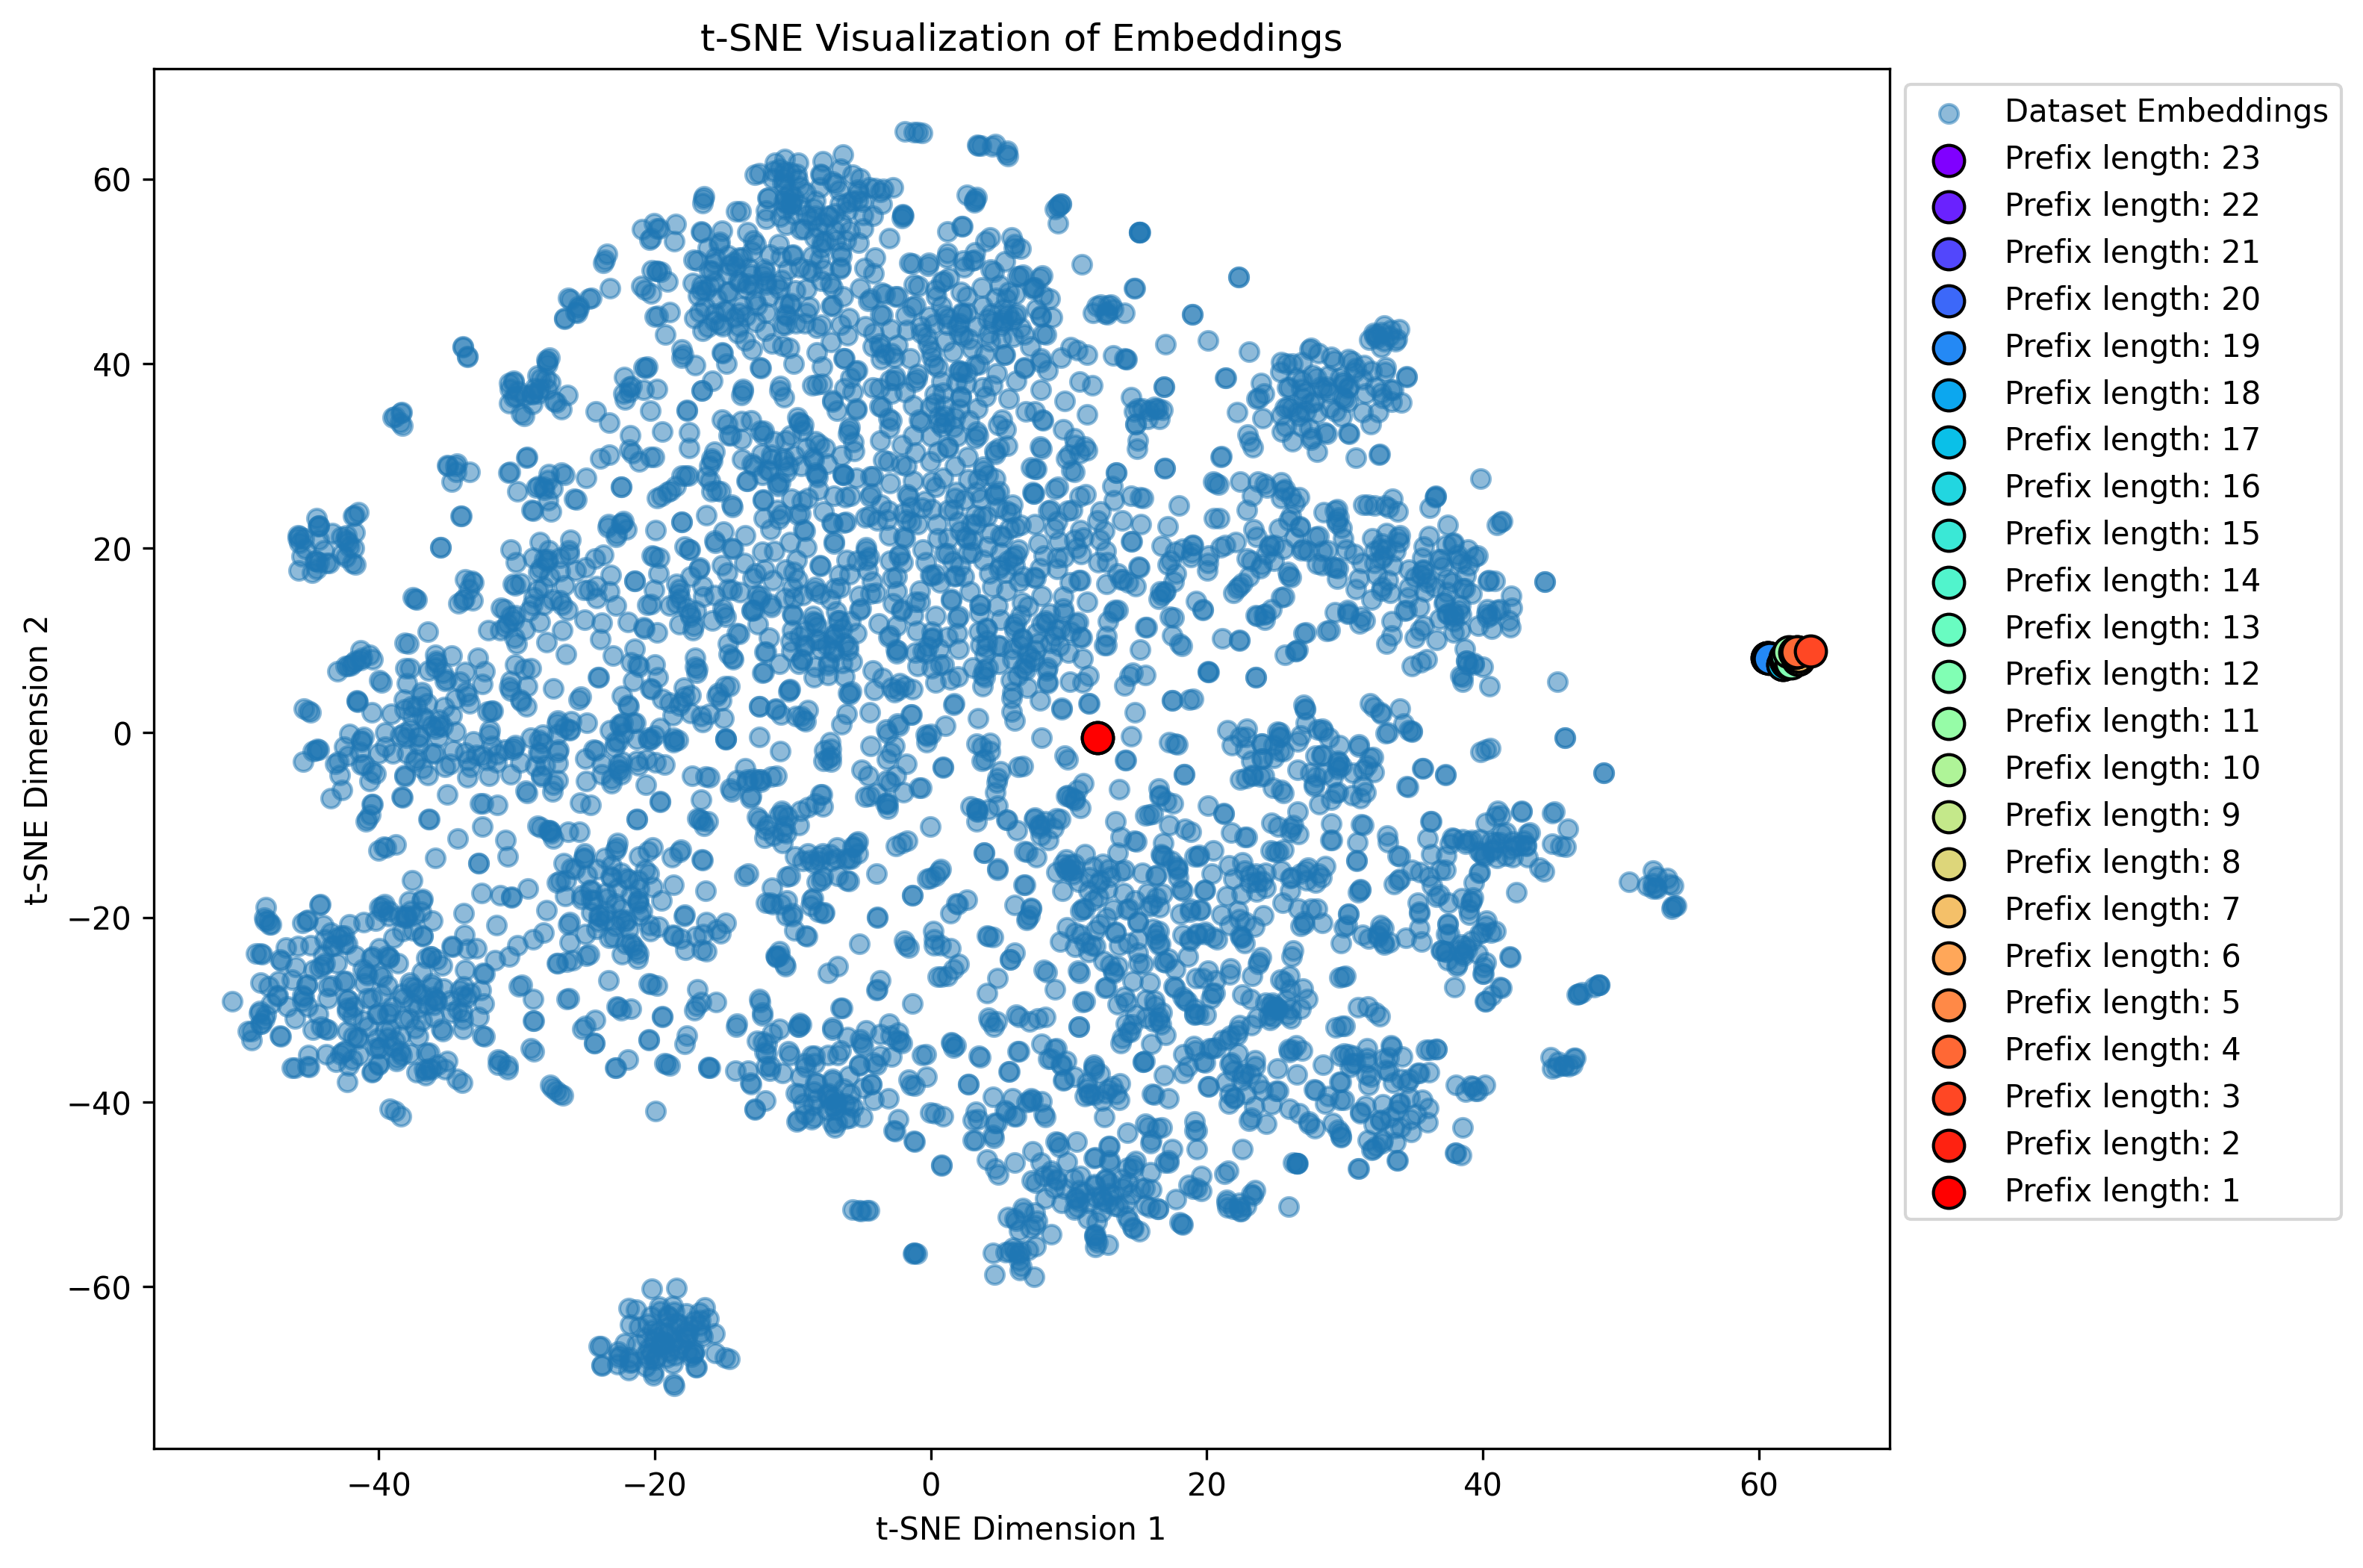 t-SNE Visualization of Embeddings
t-SNE Dimension 2
60
40
20
0
−20
−40
−60
−40
−20
0
20
40
60
t-SNE Dimension 1
Dataset Embeddings
Prefix length: 23
Prefix length: 22
Prefix length: 21
Prefix length: 20
Prefix length: 19
Prefix length: 18
Prefix length: 17
Prefix length: 16
Prefix length: 15
Prefix length: 14
Prefix length: 13
Prefix length: 12
Prefix length: 11
Prefix length: 10
Prefix length: 9
Prefix length: 8
Prefix length: 7
Prefix length: 6
Prefix length: 5
Prefix length: 4
Prefix length: 3
Prefix length: 2
Prefix length: 1